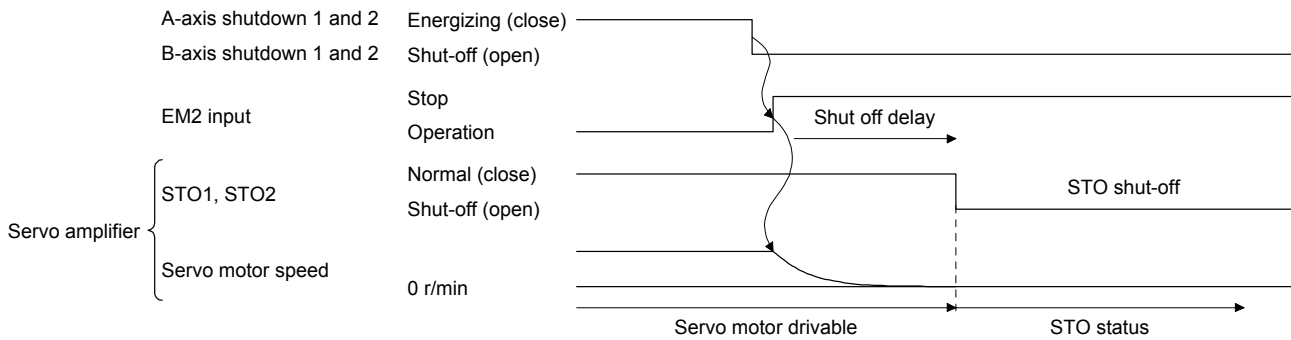 A-axis shutdown 1 and 2
Energizing (close)
B-axis shutdown 1 and 2
Shut-off (open)
EM2 input
Stop
Operation
Shut off delay
Servo amplifier
STO1, STO2
Normal (close)
Shut-off (open)
STO shut-off
Servo motor speed
0 r/min
Servo motor drivable
STO status